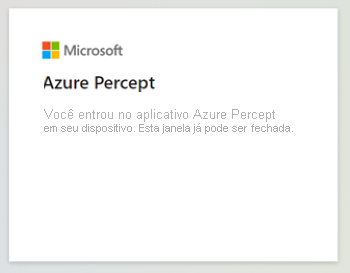 Microsoft
Azure Percept
Você entrou no aplicativo Azure Percept
em seu dispositivo. Esta janela já pode ser fechada.